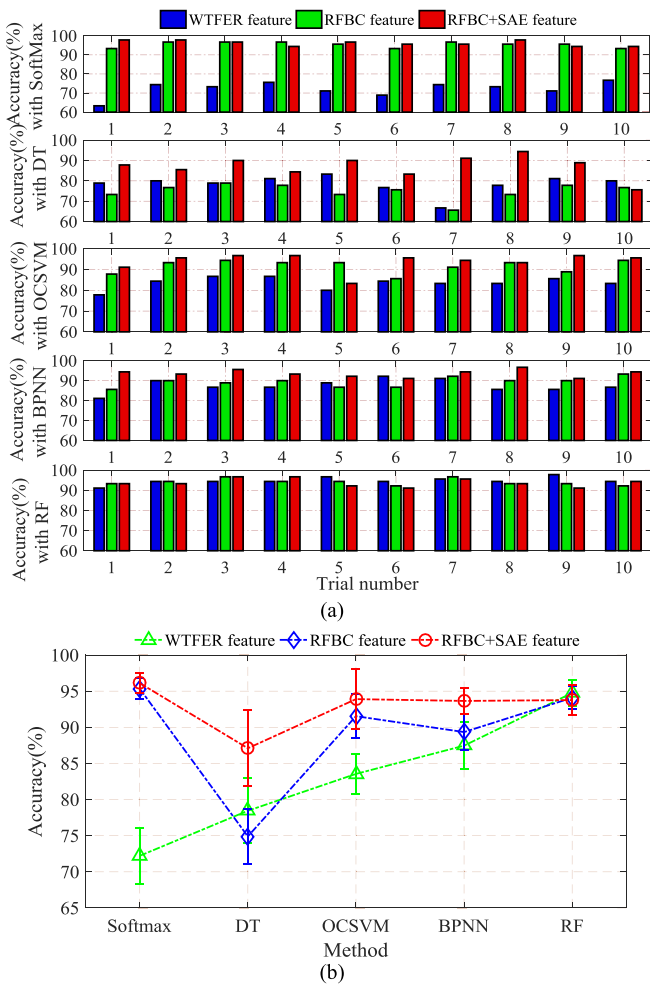 WTFER feature RFBC feature RFBC+SAE feature
Accuracy(%)
with SoftMax
100
90
80
70
60
1 2 3 4 5 6 7 8 9 10
Accuracy(%)
with DT
100
90
80
70
60
1 2 3 4 5 6 7 8 9 10
Accuracy(%)
with OCSVM
100
90
80
70
60
1 2 3 4 5 6 7 8 9 10
Accuracy(%)
with BPNN
100
90
80
70
60
1 2 3 4 5 6 7 8 9 10
Accuracy(%)
with RF
100
90
80
70
60
1 2 3 4 5 6 7 8 9 10
Trial number
(a)
WTFER feature RFBC feature RFBC+SAE feature
Accuracy(%)
100
95
90
85
80
75
70
65
Softmax DT OCSVM BPNN RF
Method
(b)